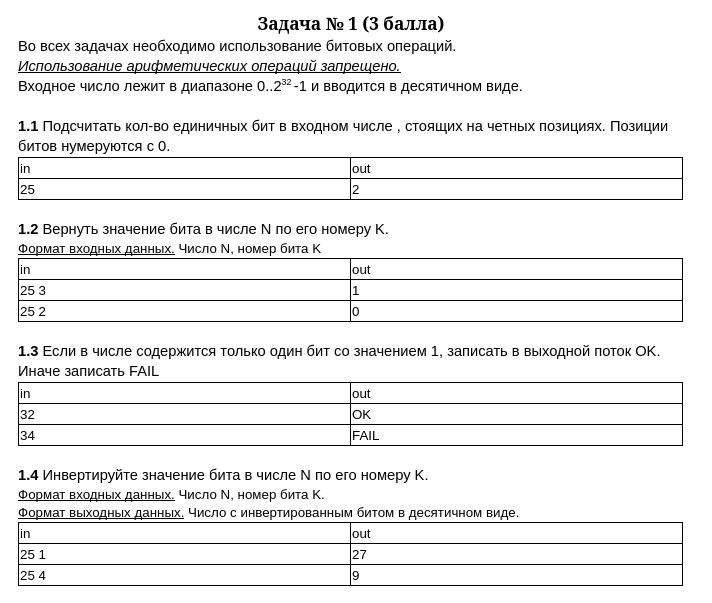 Задача № 1 (3 балла)
Во всех задачах необходимо использование битовых операций.
Использование арифметических операций запрещено.
Входное число лежит в диапазоне 0..2³² -1 и вводится в десятичном виде.
1.1 Подсчитать кол-во единичных бит в входном числе , стоящих на четных позициях. Позиции
битов нумеруются с 0.
in out
25 2
1.2 Вернуть значение бита в числе N по его номеру K.
Формат входных данных. Число N, номер бита K
in out
25 3 1
25 2 0
1.3 Если в числе содержится только один бит со значением 1, записать в выходной поток OK.
Иначе записать FAIL
in out
32 OK
34 FAIL
1.4 Инвертируйте значение бита в числе N по его номеру K.
Формат входных данных. Число N, номер бита K.
Формат выходных данных. Число с инвертированным битом в десятичном виде.
in out
25 1 27
25 4 9